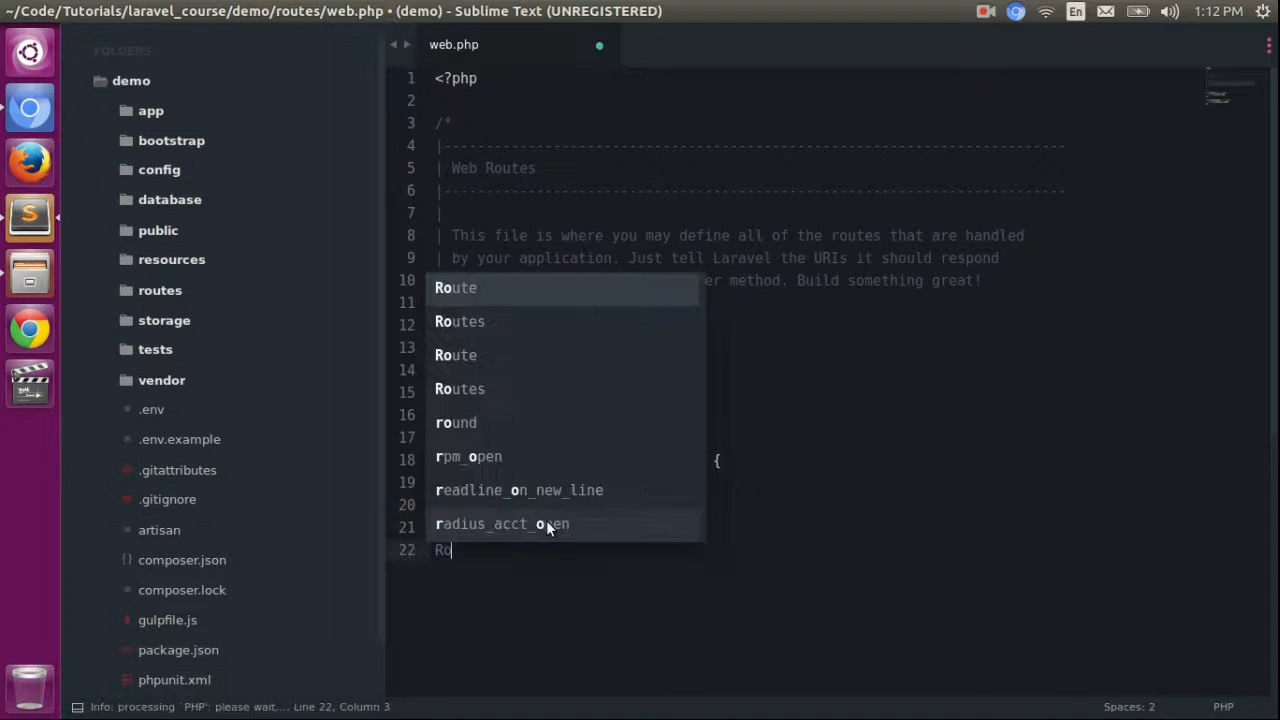 ~/Code/Tutorials/laravel_course/demo/routes/web.php • (demo) - Sublime Text (UNREGISTERED)
En
1:12 PM
FOLDERS
demo
app
bootstrap
config
database
public
resources
routes
storage
tests
vendor
.env
.env.example
.gitattributes
.gitignore
artisan
composer.json
composer.lock
gulpfile.js
package.json
phpunit.xml
web.php
1 <?php
2
3 /*
4 |--------------------------------------------------------------------------
5 | Web Routes
6 |--------------------------------------------------------------------------
7 |
8 | This file is where you may define all of the routes that are handled
9 | by your application. Just tell Laravel the URIs it should respond
10 er method. Build something great!
11
12
13
14
15
16
17
18 {
19
20
21
22 Ro
Route
Routes
Route
Routes
round
rpm_open
readline_on_new_line
radius_acct_open
Info: processing `PHP`: please wait..., Line 22, Column 3
Spaces: 2
PHP